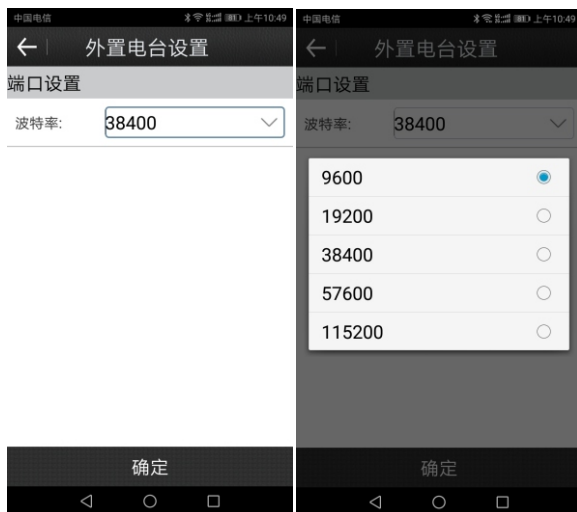 中国电信
上午10:49
外置电台设置
端口设置
波特率:
38400
确定
中国电信
上午10:49
外置电台设置
端口设置
波特率:
38400
9600
19200
38400
57600
115200
确定